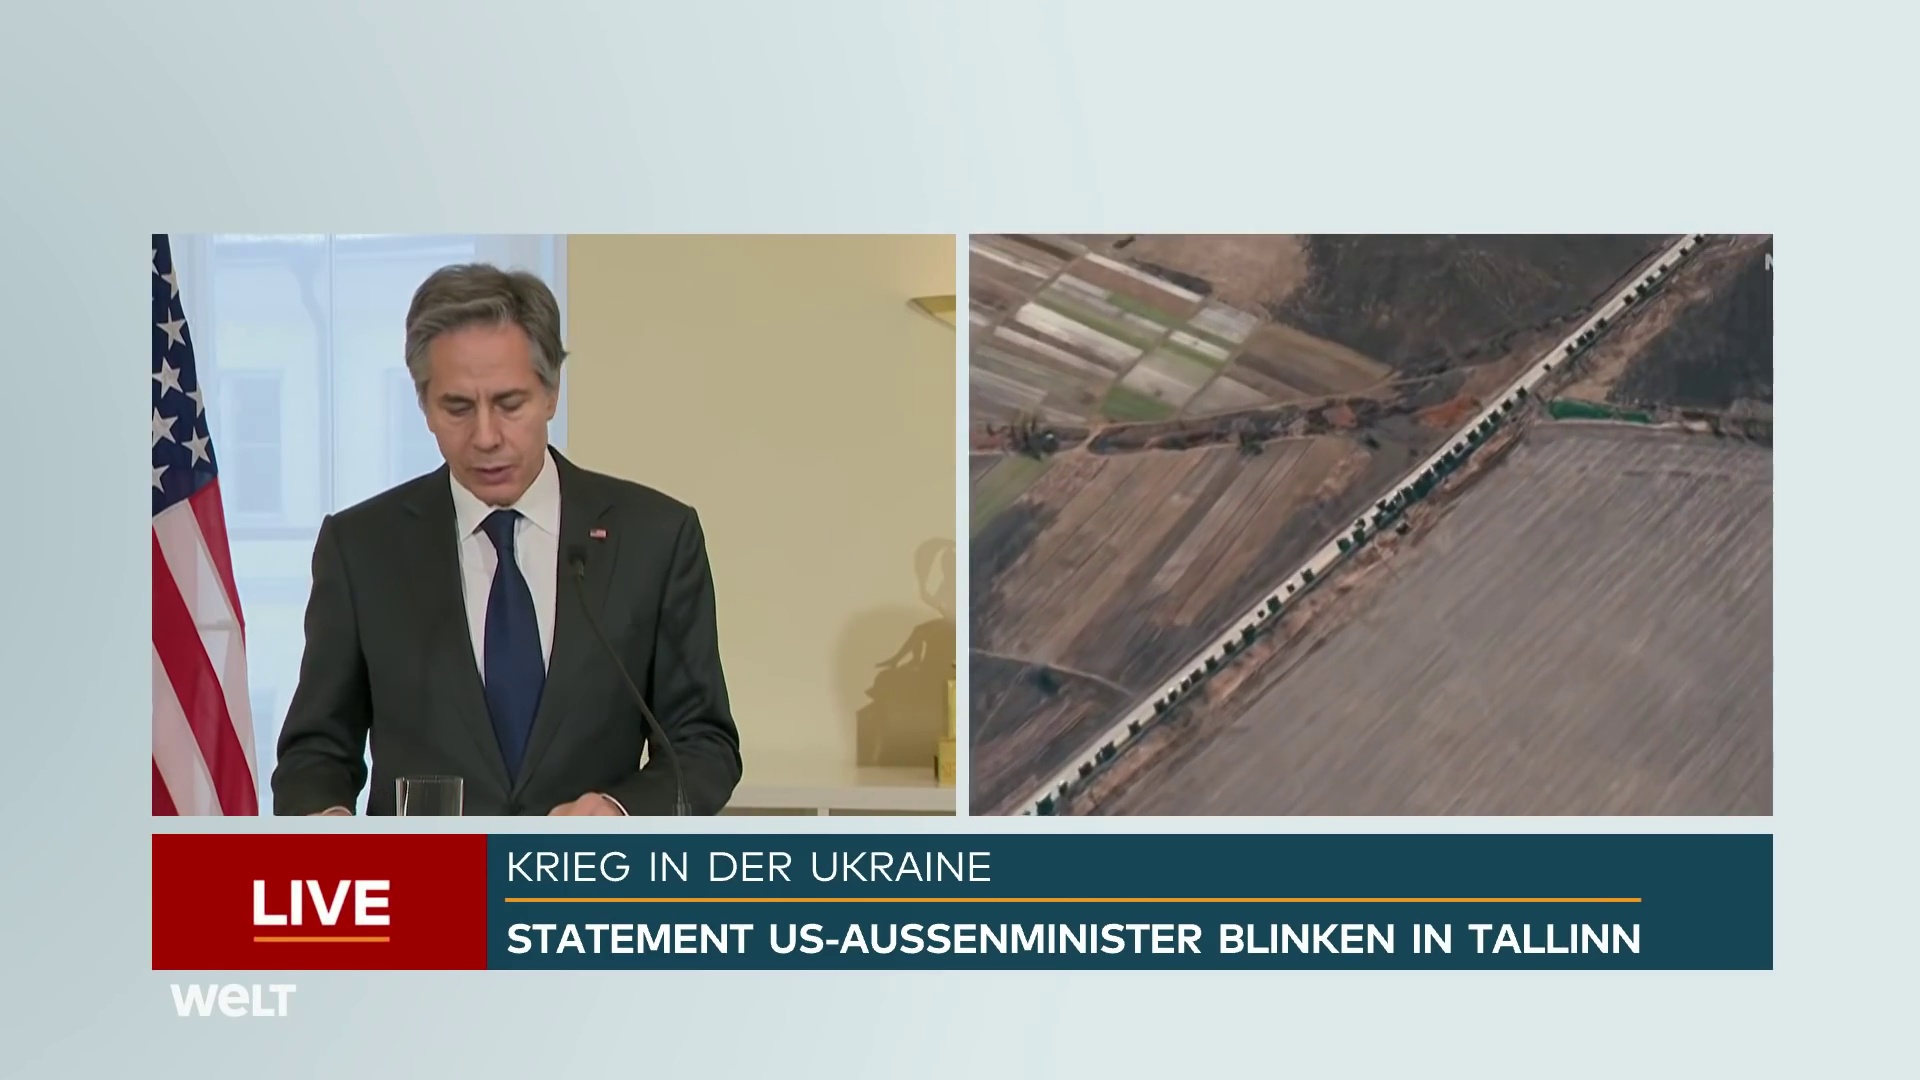 LIVE
KRIEG IN DER UKRAINE
STATEMENT US-AUSSENMINISTER BLINKEN IN TALLINN
WELT